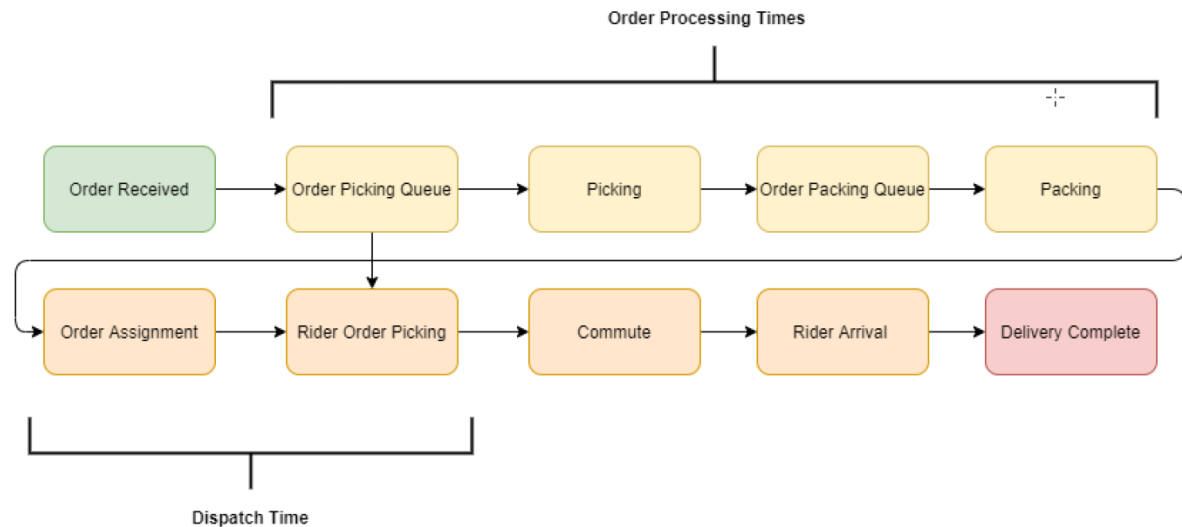 Order Processing Times
Order Received
Order Picking Queue
Picking
Order Packing Queue
Packing
Order Assignment
Rider Order Picking
Commute
Rider Arrival
Delivery Complete
Dispatch Time